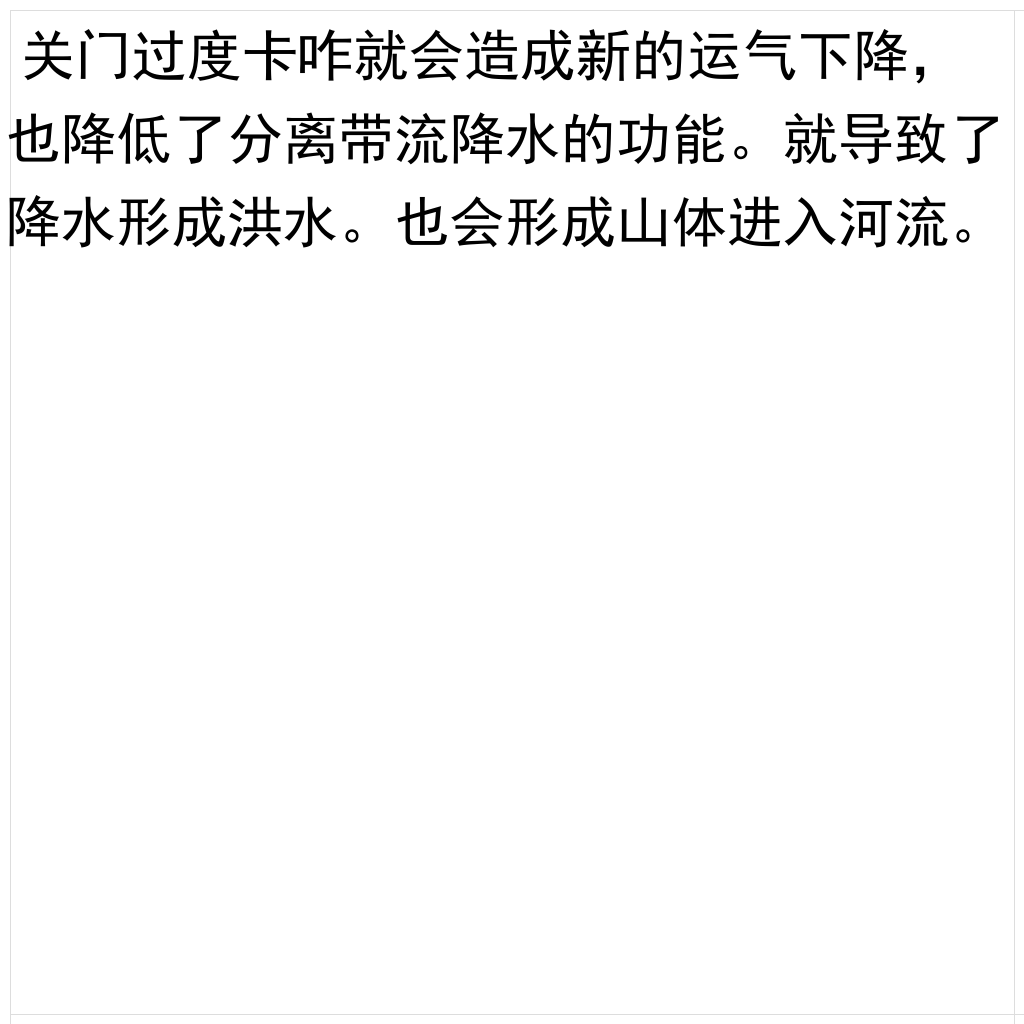 关门过度卡咋就会造成新的运气下降，
也降低了分离带流降水的功能。就导致了
降水形成洪水。也会形成山体进入河流。